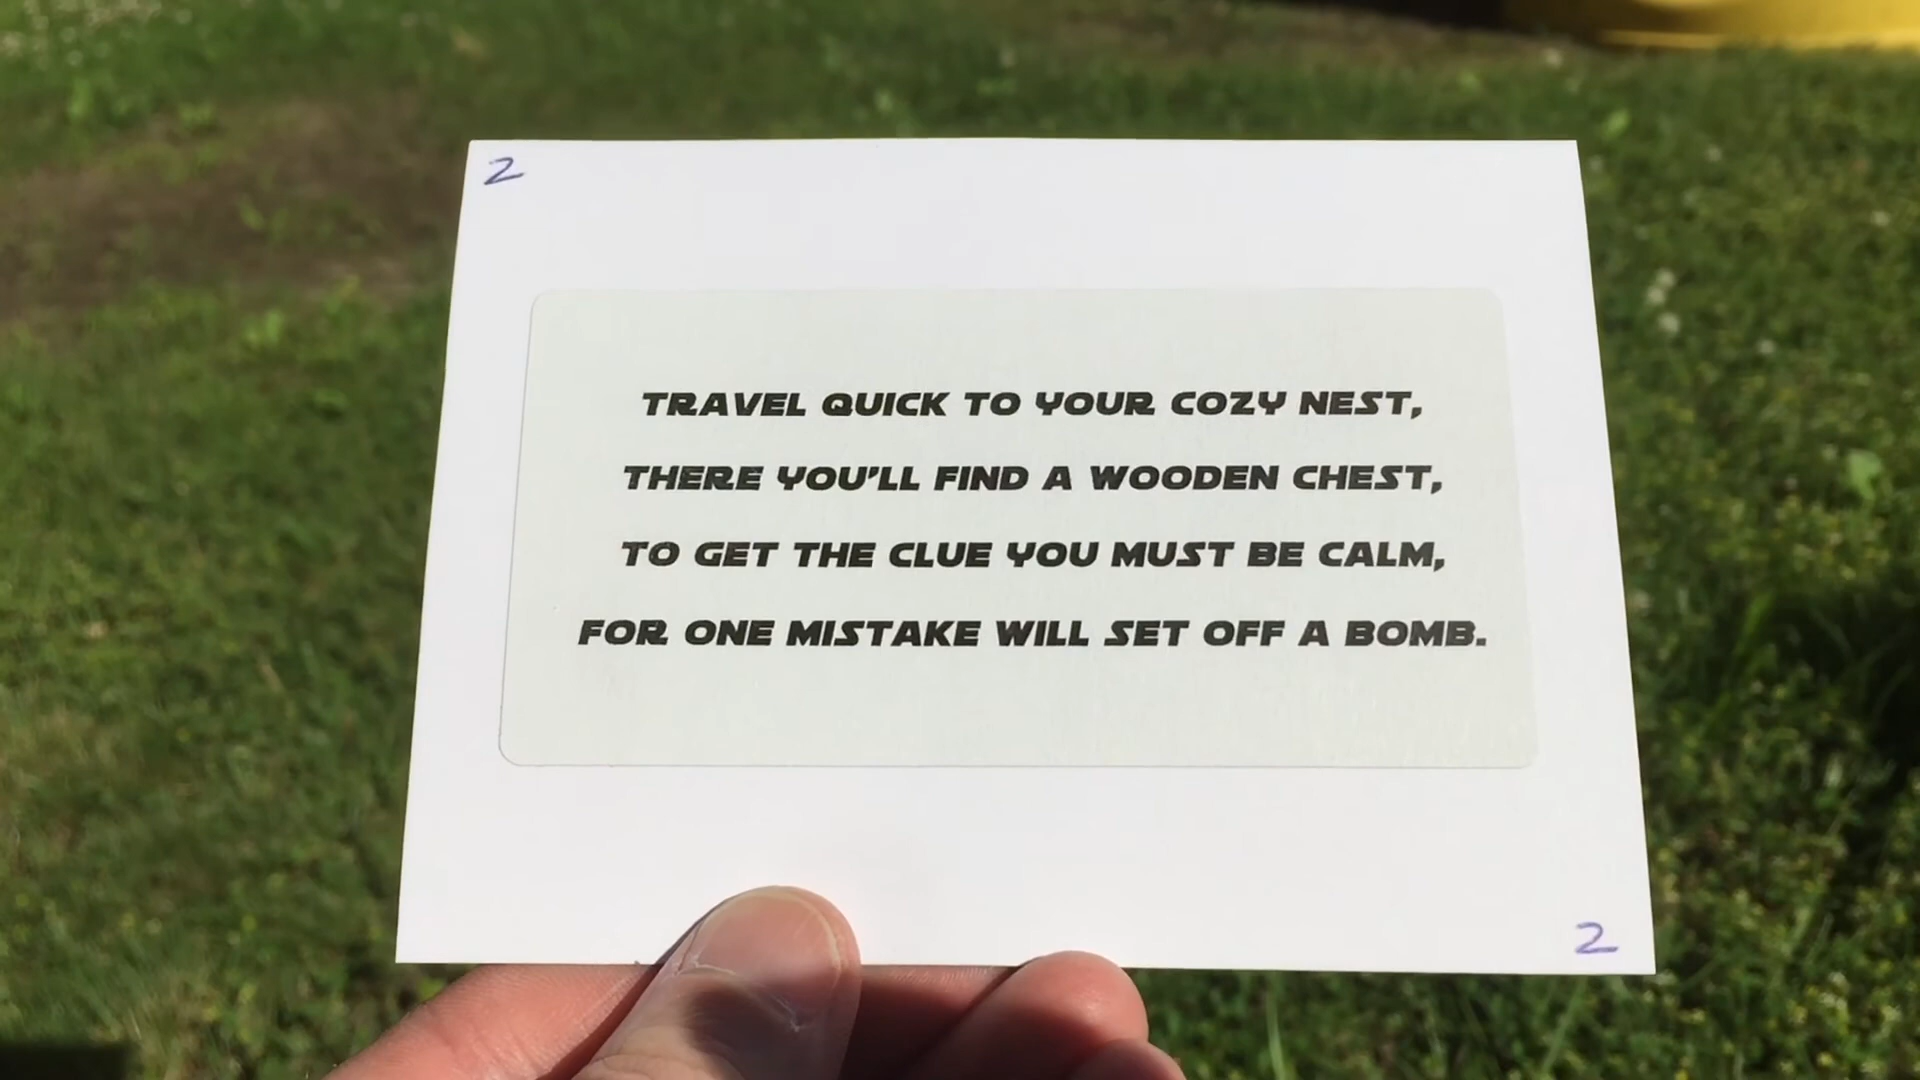 2
TRAVEL QUICK TO YOUR COZY NEST,
THERE YOU'LL FIND A WOODEN CHEST,
TO GET THE CLUE YOU MUST BE CALM,
FOR ONE MISTAKE WILL SET OFF A BOMB.
2